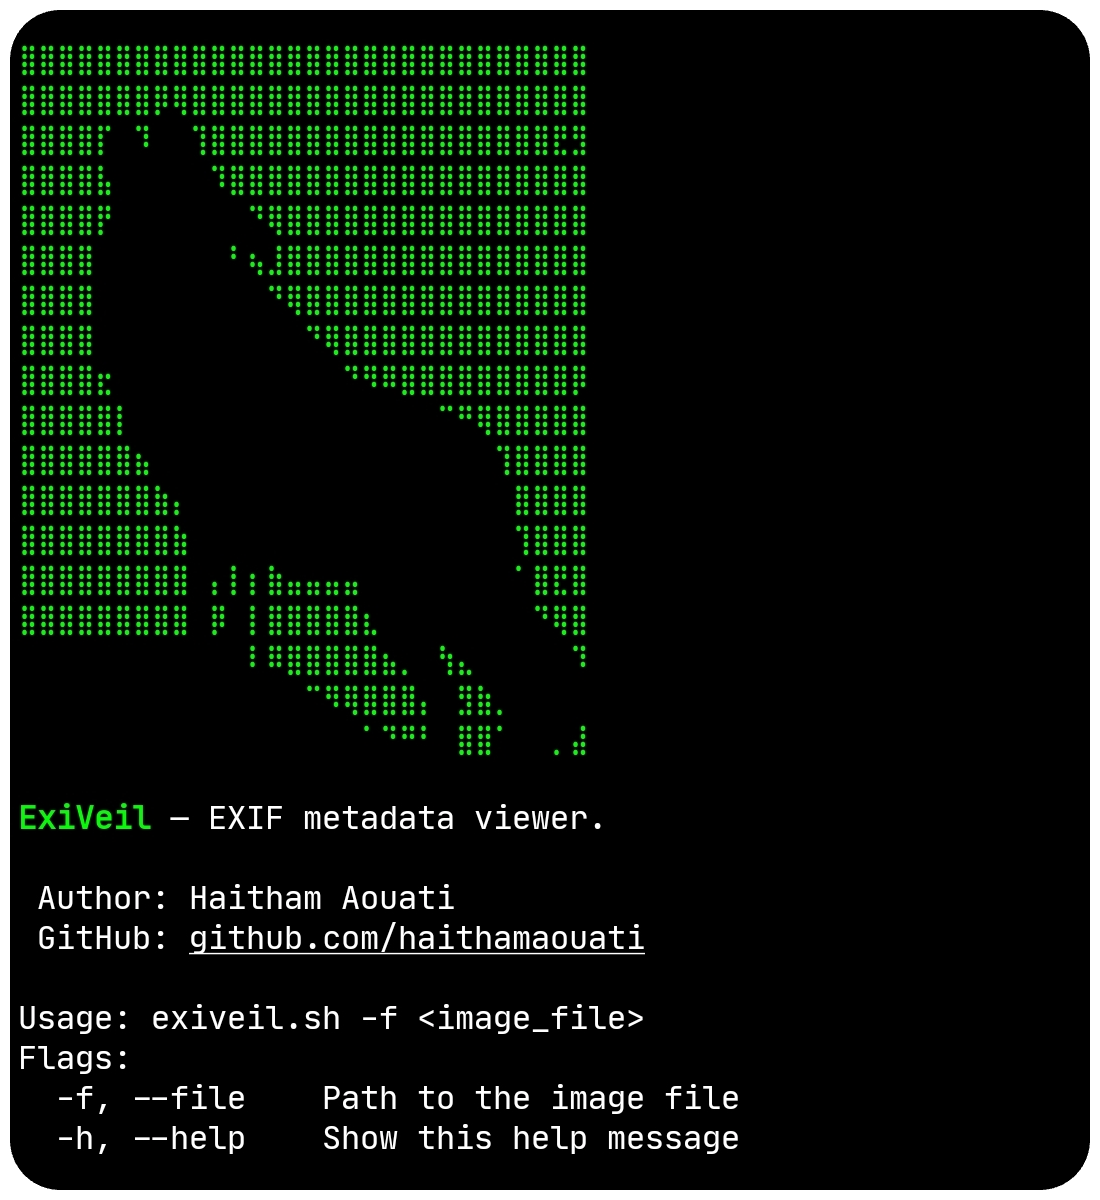 ExiVeil — EXIF metadata viewer.
Author: Haitham Aouati
GitHub: github.com/haithamaouati
Usage: exiveil.sh -f <image_file>
Flags:
-f, --file    Path to the image file
-h, --help    Show this help message